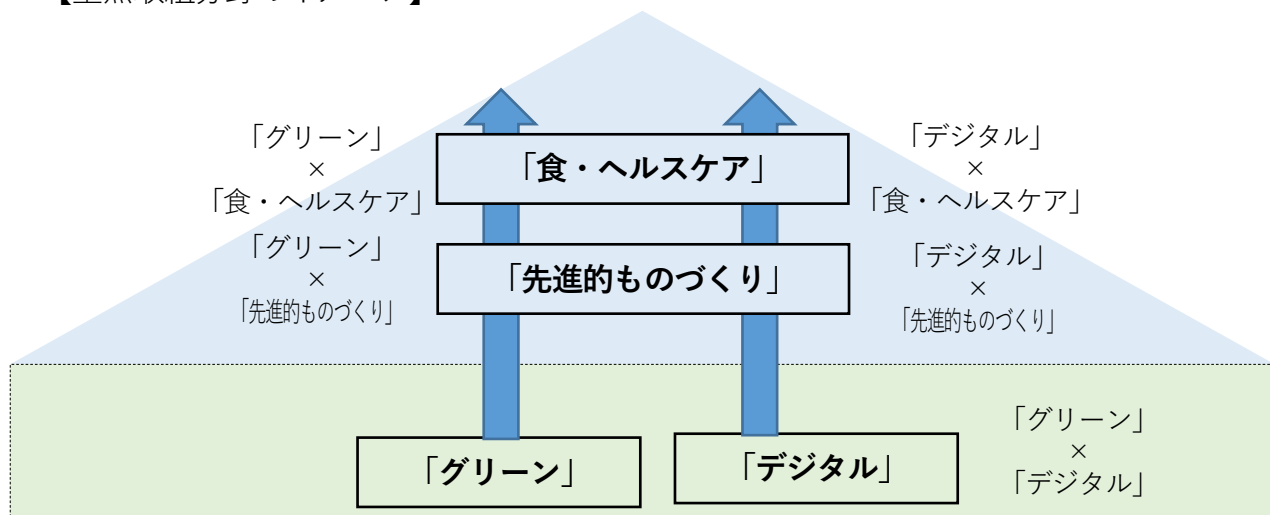 「グリーン」
×
「食・ヘルスケア」
「食・ヘルスケア」
「デジタル」
×
「食・ヘルスケア」
「グリーン」
×
「先進的ものづくり」
「先進的ものづくり」
「デジタル」
×
「先進的ものづくり」
「グリーン」
「デジタル」
「グリーン」
×
「デジタル」